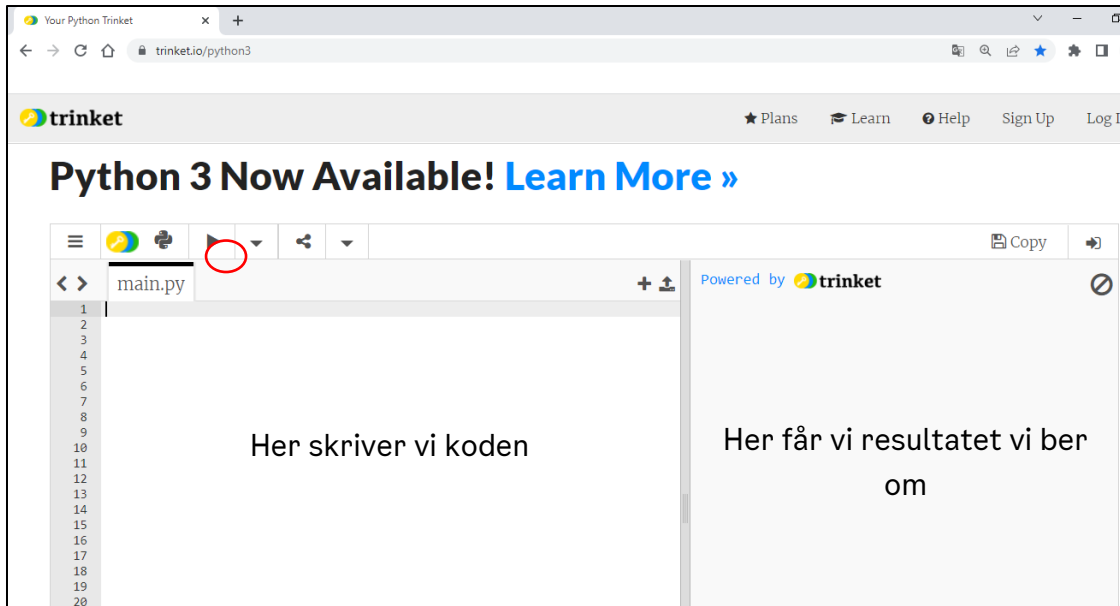 Your Python Trinket
trinket.io/python3
trinket
Plans Learn Help Sign Up Log I
Python 3 Now Available! Learn More »
Copy
main.py
Powered by trinket
1
2
3
4
5
6
7
8
9
10
11
12
13
14
15
16
17
18
19
20
Her skriver vi koden
Her får vi resultatet vi ber
om